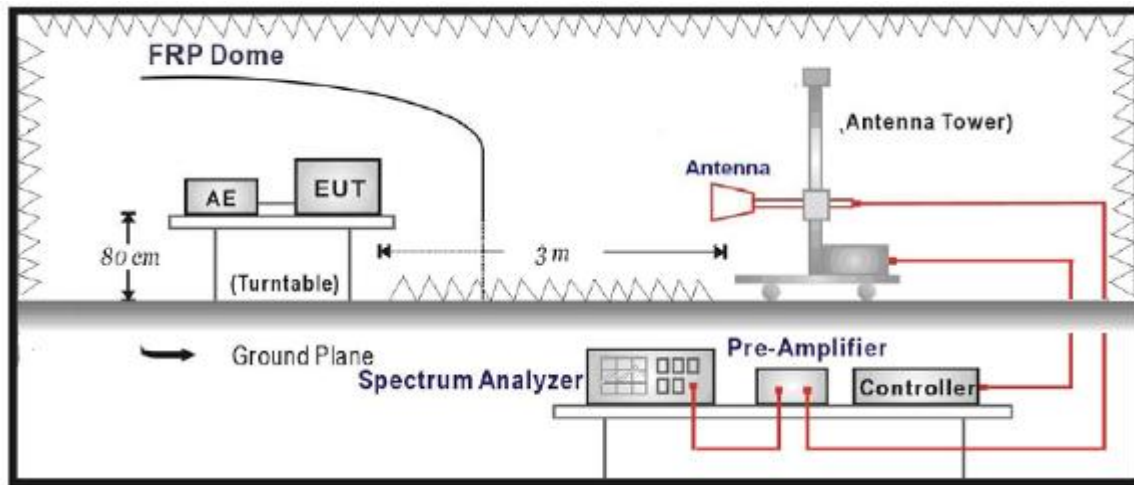 FRP Dome
(Antenna Tower)
Antenna
AE
EUT
80 cm
3 m
(Turntable)
Ground Plane
Pre-Amplifier
Spectrum Analyzer
Controller